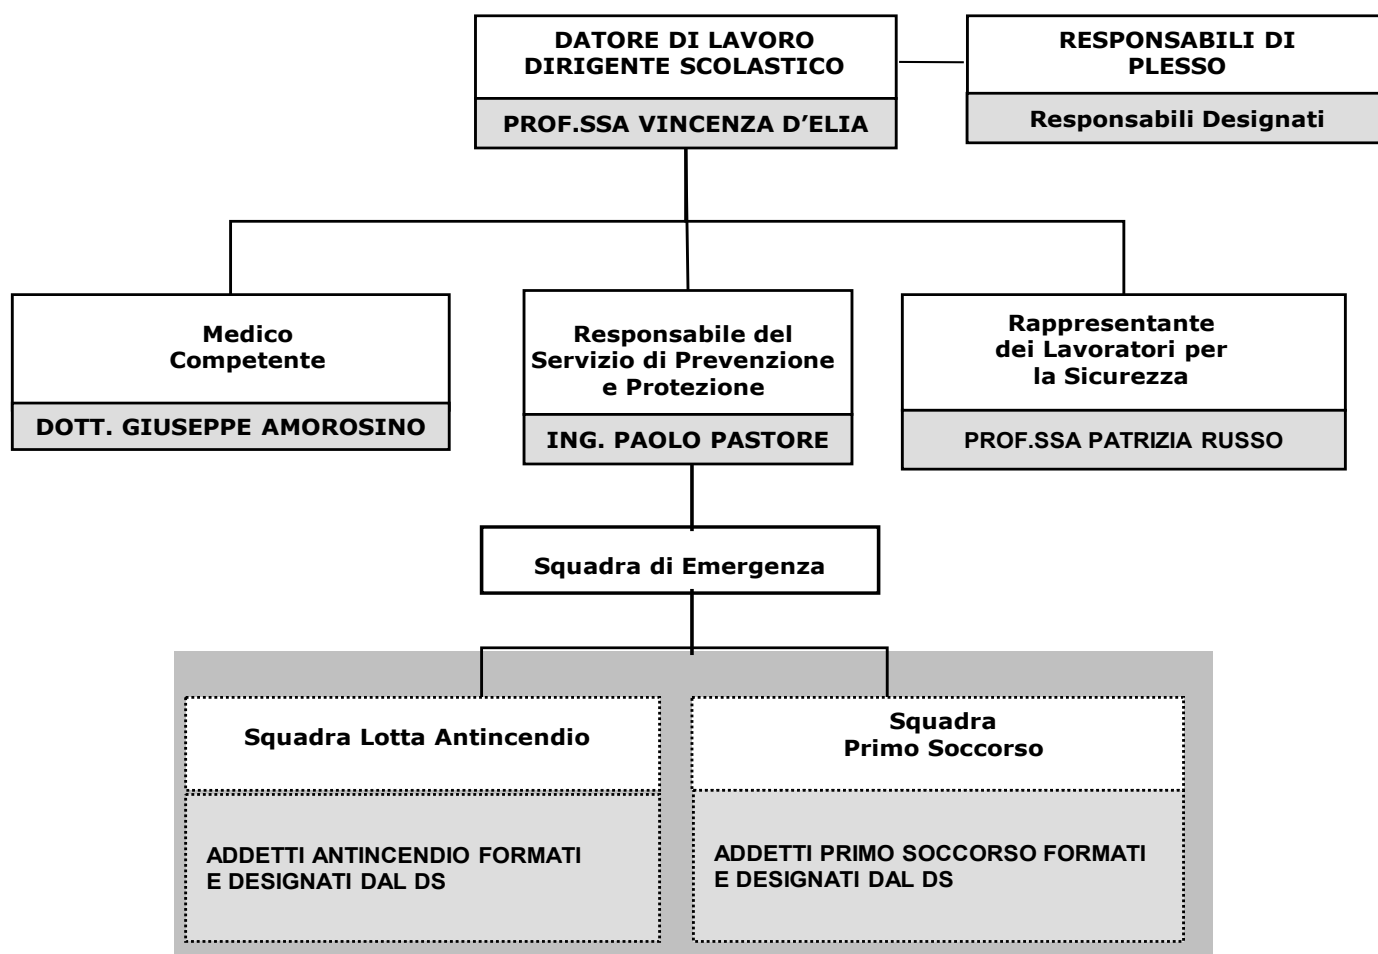 DATORE DI LAVORO
DIRIGENTE SCOLASTICO
PROF.SSA VINCENZA D’ELIA
RESPONSABILI DI
PLESSO
Responsabili Designati
Medico
Competente
DOTT. GIUSEPPE AMOROSINO
Responsabile del
Servizio di Prevenzione
e Protezione
ING. PAOLO PASTORE
Rappresentante
dei Lavoratori per
la Sicurezza
PROF.SSA PATRIZIA RUSSO
Squadra di Emergenza
Squadra Lotta Antincendio
ADDETTI ANTINCENDIO FORMATI
E DESIGNATI DAL DS
Squadra
Primo Soccorso
ADDETTI PRIMO SOCCORSO FORMATI
E DESIGNATI DAL DS